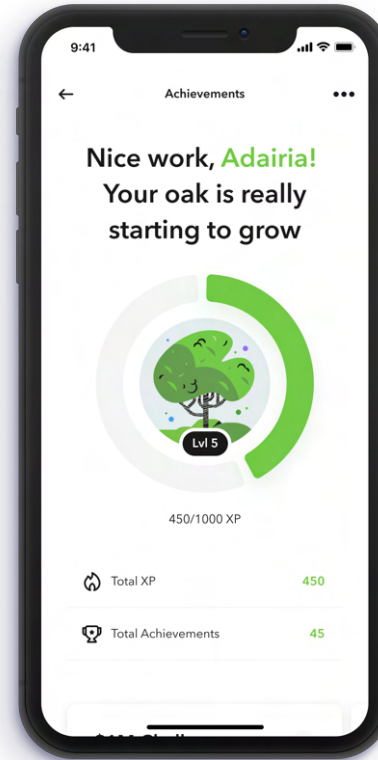 9:41
Achievements
Nice work, Adairia!
Your oak is really
starting to grow
Lvl 5
450/1000 XP
Total XP 450
Total Achievements 45